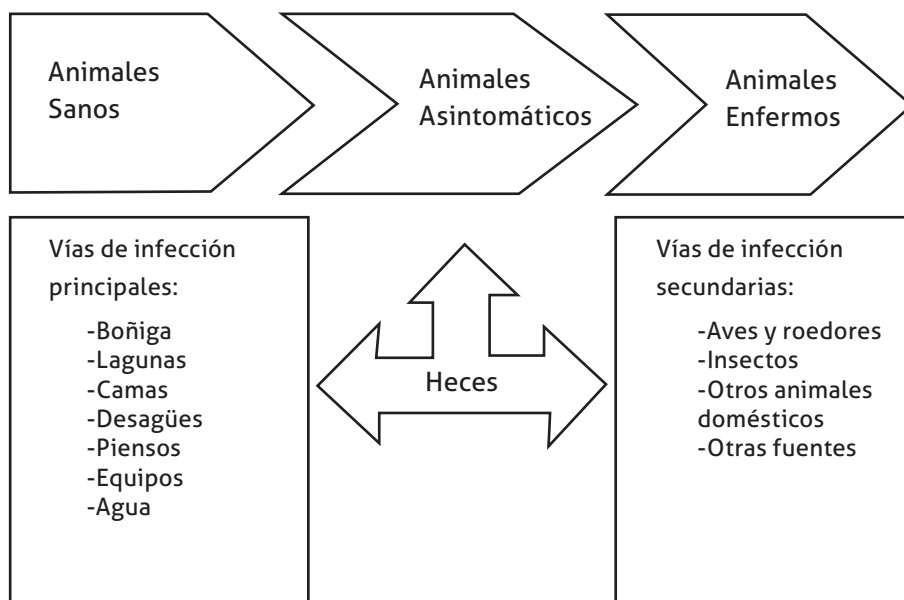 Animales
Sanos
Animales
Asintomáticos
Animales
Enfermos
Vías de infección
principales:
-Boñiga
-Lagunas
-Camas
-Desagües
-Piensos
-Equipos
-Agua
Heces
Vías de infección
secundarias:
-Aves y roedores
-Insectos
-Otros animales
domésticos
-Otras fuentes